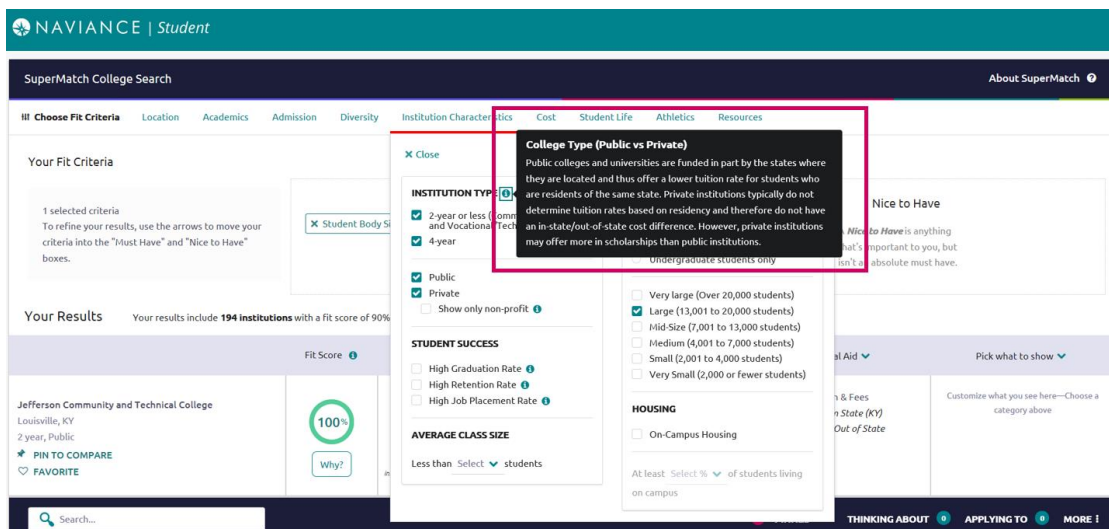 NAVIANCE | Student
SuperMatch College Search
About SuperMatch
Choose Fit Criteria Location Academics Admission Diversity Institution Characteristics Cost Student Life Athletics Resources
Your Fit Criteria
1 selected criteria
To refine your results, use the arrows to move your
criteria into the "Must Have" and "Nice to Have"
boxes.
Student Body
Close
INSTITUTION TYPE
2-year or less
and Vocational
4-year
Public
Private
Show only non-profit
STUDENT SUCCESS
High Graduation Rate
High Retention Rate
High Job Placement Rate
AVERAGE CLASS SIZE
Less than Select students
College Type (Public vs Private)
Public colleges and universities are funded in part by the states where
they are located and thus offer a lower tuition rate for students who
are residents of the same state. Private institutions typically do not
determine tuition rates based on residency and therefore do not have
an in-state/out-of-state cost difference. However, private institutions
may offer more in scholarships than public institutions.
Undergraduate students only
Very large (Over 20,000 students)
Large (13,001 to 20,000 students)
Mid-Size (7,001 to 13,000 students)
Medium (4,001 to 7,000 students)
Small (2,001 to 4,000 students)
Very Small (2,000 or fewer students)
HOUSING
On-Campus Housing
At least Select % of students living
on campus
Nice to Have
Nice to Have is anything
that's important to you, but
isn't an absolute must have.
Your Results Your results include 194 institutions with a fit score of 90%
Fit Score
al Aid
Pick what to show
Jefferson Community and Technical College
Louisville, KY
2 year, Public
PIN TO COMPARE
FAVORITE
100%
Why?
& Fees
State (KY)
Out of State
Customize what you see here—Choose a
category above
Search...
THINKING ABOUT 0 APPLYING TO 0 MORE